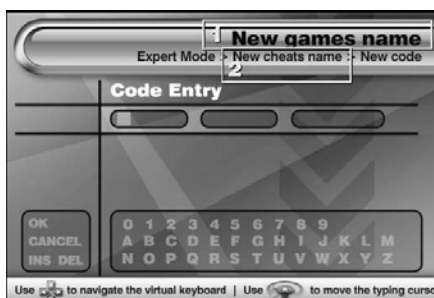 1 New games name
Expert Mode > New cheats name > New code
2
Code Entry
OK 0 1 2 3 4 5 6 7 8 9
CANCEL A B C D E F G H I J K L M
INS DEL N O P Q R S T U V W X Y Z
Use to navigate the virtual keyboard | Use to move the typing curso